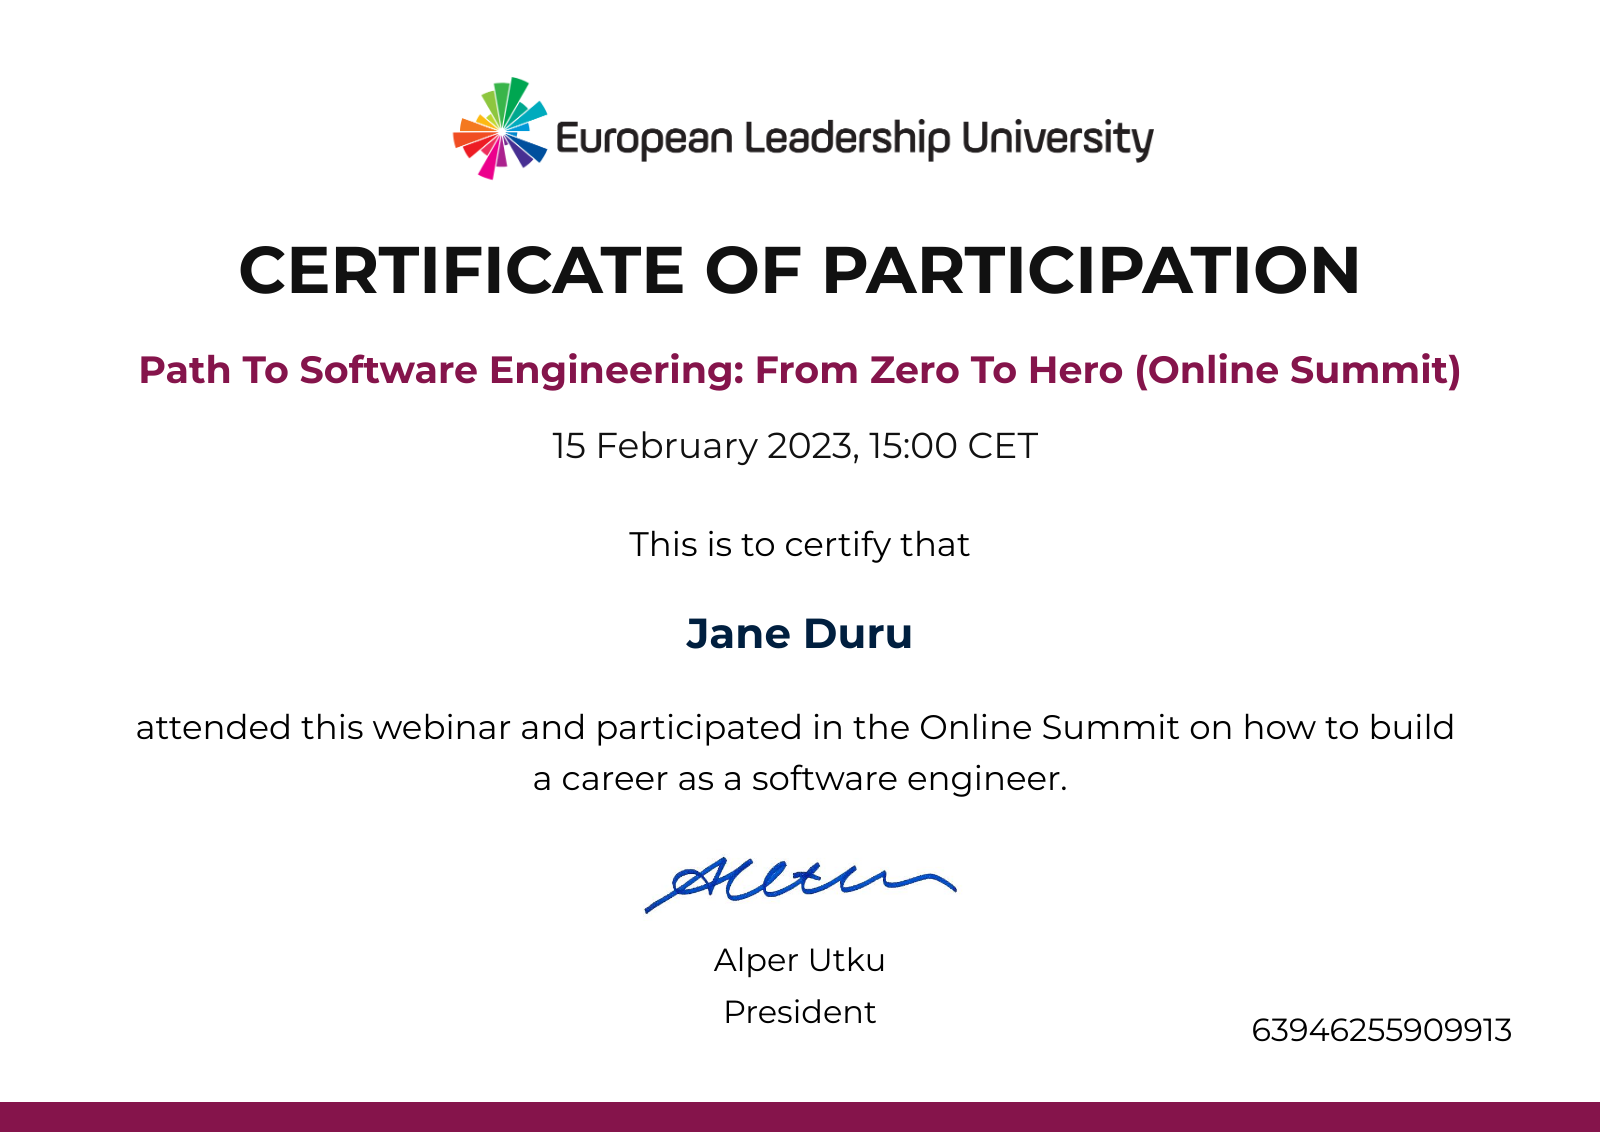 European Leadership University
CERTIFICATE OF PARTICIPATION
Path To Software Engineering: From Zero To Hero (Online Summit)
15 February 2023, 15:00 CET
This is to certify that
Jane Duru
attended this webinar and participated in the Online Summit on how to build
a career as a software engineer.
Alper Utku
President
63946255909913